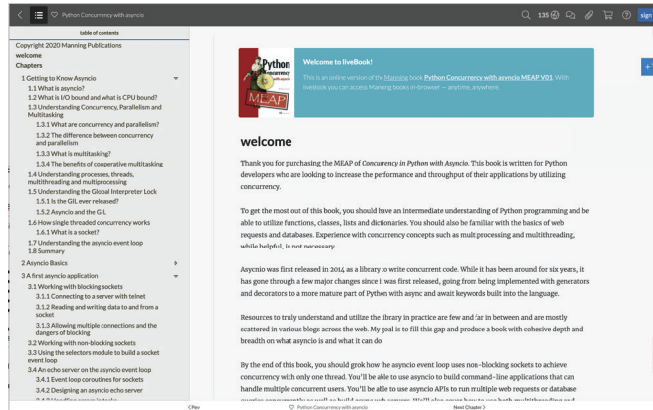 Python Concurrency with asyncio
135
sign
table of contents
Copyright 2020 Manning Publications
welcome
Chapters
1 Getting to Know Asyncio
1.1 What is asyncio?
1.2 What is I/O bound and what is CPU bound?
1.3 Understanding Concurrency, Parallelism and
Multitasking
1.3.1 What are concurrency and parallelism?
1.3.2 The difference between concurrency
and parallelism
1.3.3 What is multitasking?
1.3.4 The benefits of cooperative multitasking
1.4 Understanding processes, threads,
multithreading and multiprocessing
1.5 Understanding the Glooal Interpreter Lock
1.5.1 Is the GIL ever released?
1.5.2 Asyncio and the GIL
1.6 How single threaded concurrency works
1.6.1 What is a socket?
1.7 Understanding the asyncio event loop
1.8 Summary
2 Asyncio Basics
3 A first asyncio application
3.1 Working with blocking sockets
3.1.1 Connecting to a server with telnet
3.1.2 Reading and writing data to and from a
socket
3.1.3 Allowing multiple connections and the
dangers of blocking
3.2 Working with non-blocking sockets
3.3 Using the selectors module to build a socket
event loop
3.4 An echo server on the asyncio event loop
3.4.1 Event loop coroutines for sockets
3.4.2 Designing an asyncio echo server
Python
Concurrency
with asyncio
MEAP
Welcome to liveBook!
This is an online version of the Manning book Python Concurrency with asyncio MEAP V01. With
liveBook you can access Manning books in-browser — anytime, anywhere.
+
welcome
Thank you for purchasing the MEAP of Concurrency in Python with Asyncio. This book is written for Python
developers who are looking to increase the peformance and throughput of their applications by utilizing
concurrency.
To get the most out of this book, you should have an intermediate understanding of Python programming and be
able to utilize functions, classes, lists and dictionaries. You should also be familiar with the basics of web
requests and databases. Experience with concurrency concepts such as multprocessing and multithreading,
while helpful, is not necessary.
Asycnio was first released in 2014 as a library to write concurrent code. While it has been around for six years, it
has gone through a few major changes since i was first released, going from being implemented with generators
and decorators to a more mature part of Python with async and await keywords built into the language.
Resources to truly understand and utilize the ibrary in practice are few and far in between and are mostly
scattered in various blogs across the web. My goal is to fill this gap and produce a book with cohesive depth and
breadth on what asyncio is and what it can do
By the end of this book, you should grok how he asyncio event loop uses non-blocking sockets to achieve
concurrency with only one thread. You'll be able to use asyncio to build command-line applications that can
handle multiple concurrent users. You'll be able to use asyncio APIs to run multiple web requests or database
<Pev
Python Concurrency with asyncio
Next Chapter >